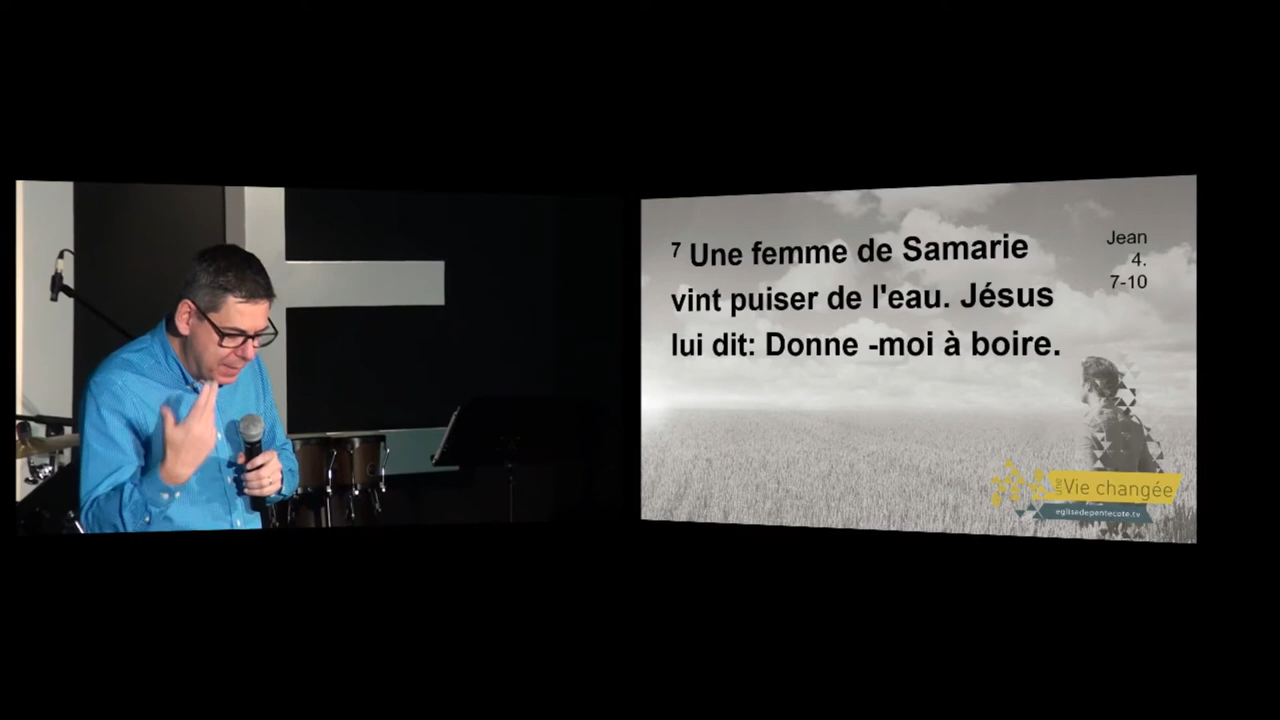 7 Une femme de Samarie
vint puiser de l'eau. Jésus
lui dit: Donne -moi à boire.
Jean
4.
7-10
une Vie changée
eglisedepentecote.tv